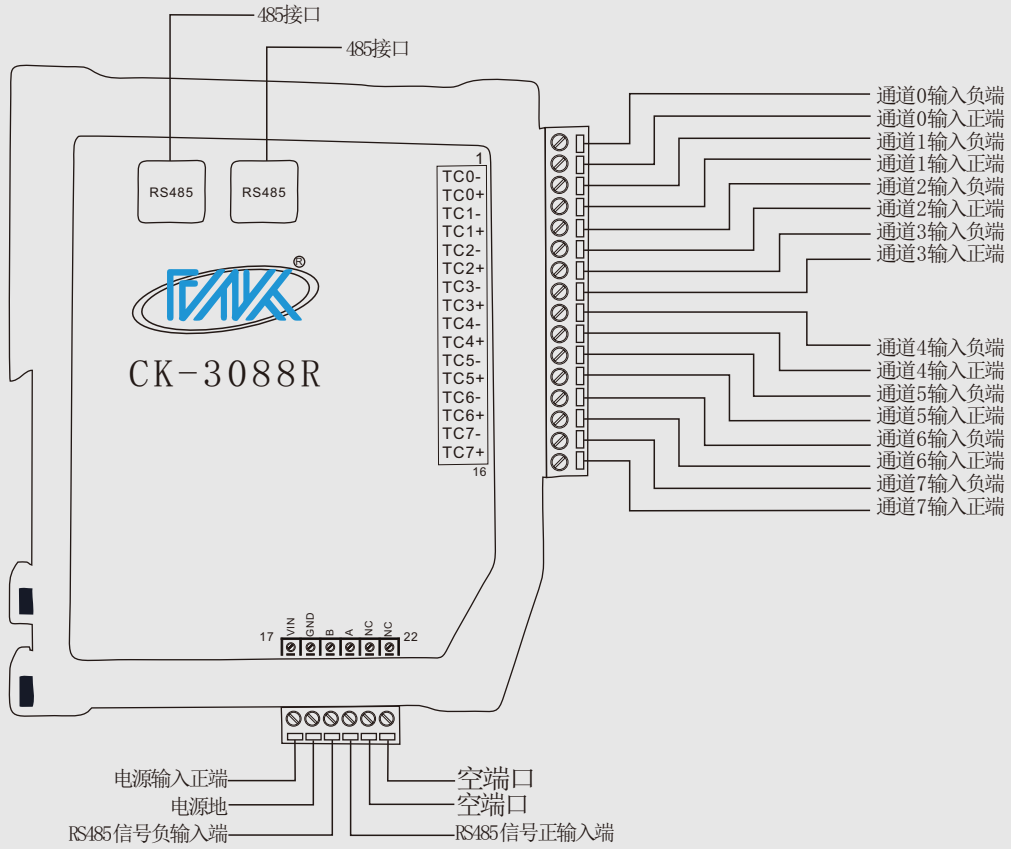 485接口
485接口
RS485
RS485
®
CK-3088R
1
TC0-
TC0+
TC1-
TC1+
TC2-
TC2+
TC3-
TC3+
TC4-
TC4+
TC5-
TC5+
TC6-
TC6+
TC7-
TC7+
16
通道0输入负端
通道0输入正端
通道1输入负端
通道1输入正端
通道2输入负端
通道2输入正端
通道3输入负端
通道3输入正端
通道4输入负端
通道4输入正端
通道5输入负端
通道5输入正端
通道6输入负端
通道6输入正端
通道7输入负端
通道7输入正端
17
VIN
GND
B
A
NC
NC
22
电源输入正端
电源地
RS485信号负输入端
空端口
空端口
RS485信号正输入端